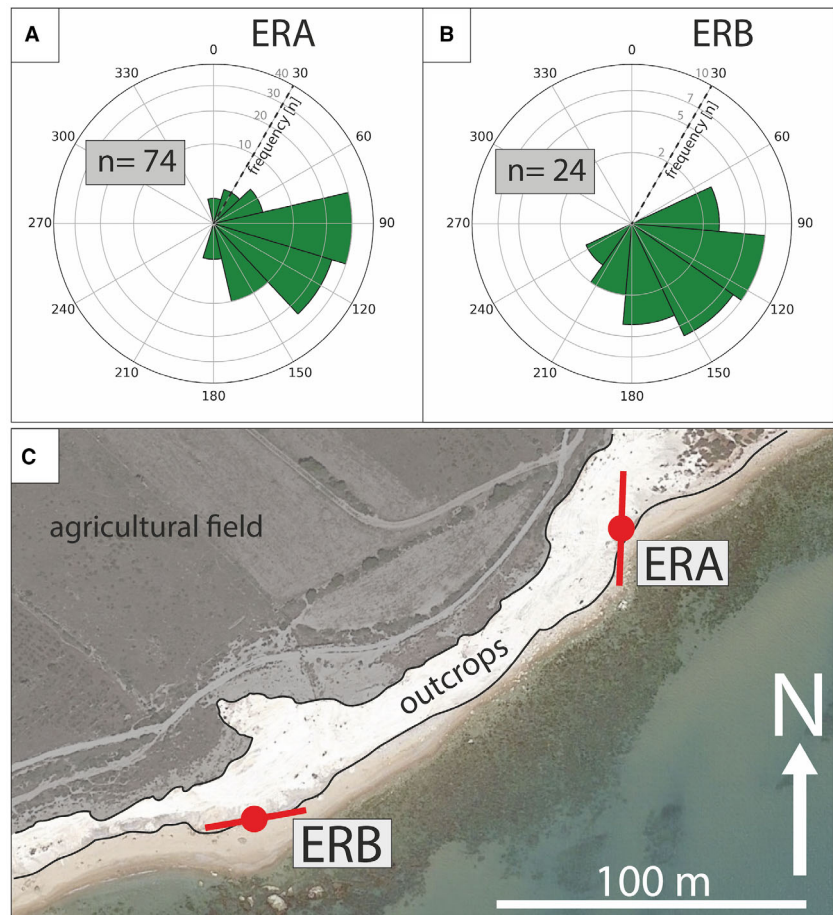 A
ERA
0
30
60
90
120
150
180
210
240
270
300
330
10
20
30
40
frequency [n]
n= 74
B
ERB
0
30
60
90
120
150
180
210
240
270
300
330
2
5
7
10
frequency [n]
n= 24
C
agricultural field
ERA
outcrops
N
ERB
100 m